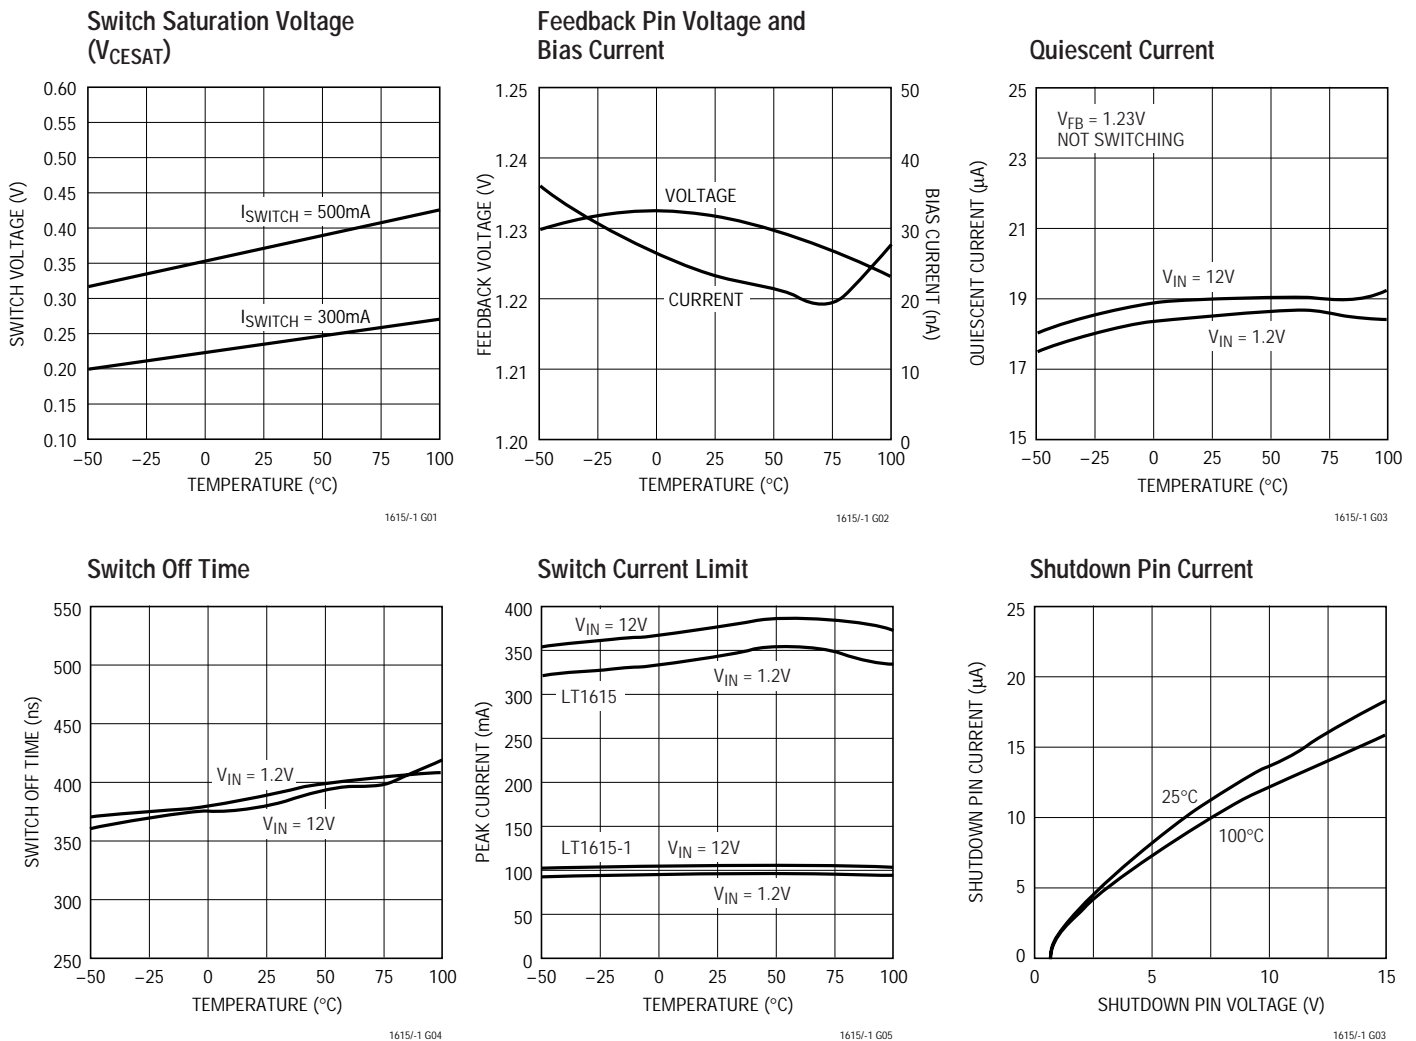 Switch Saturation Voltage
(VCESAT)
0.60
0.55
0.50
0.45
0.40
0.35
0.30
0.25
0.20
0.15
0.10
SWITCH VOLTAGE (V)
ISWITCH = 500mA
ISWITCH = 300mA
–50 –25 0 25 50 75 100
TEMPERATURE (°C)
1615/-1 G01
Feedback Pin Voltage and
Bias Current
1.25
1.24
1.23
1.22
1.21
1.20
FEEDBACK VOLTAGE (V)
VOLTAGE
CURRENT
50
40
30
20
10
0
BIAS CURRENT (nA)
–50 –25 0 25 50 75 100
TEMPERATURE (°C)
1615/-1 G02
Quiescent Current
25
23
21
19
17
15
QUIESCENT CURRENT (µA)
VFB = 1.23V
NOT SWITCHING
VIN = 12V
VIN = 1.2V
–50 –25 0 25 50 75 100
TEMPERATURE (°C)
1615/-1 G03
Switch Off Time
550
500
450
400
350
300
250
SWITCH OFF TIME (ns)
VIN = 1.2V
VIN = 12V
–50 –25 0 25 50 75 100
TEMPERATURE (°C)
1615/-1 G04
Switch Current Limit
400
350
300
250
200
150
100
50
0
PEAK CURRENT (mA)
VIN = 12V
VIN = 1.2V
LT1615
LT1615-1 VIN = 12V
VIN = 1.2V
–50 –25 0 25 50 75 100
TEMPERATURE (°C)
1615/-1 G05
Shutdown Pin Current
25
20
15
10
5
0
SHUTDOWN PIN CURRENT (µA)
25°C
100°C
0 5 10 15
SHUTDOWN PIN VOLTAGE (V)
1615/-1 G03